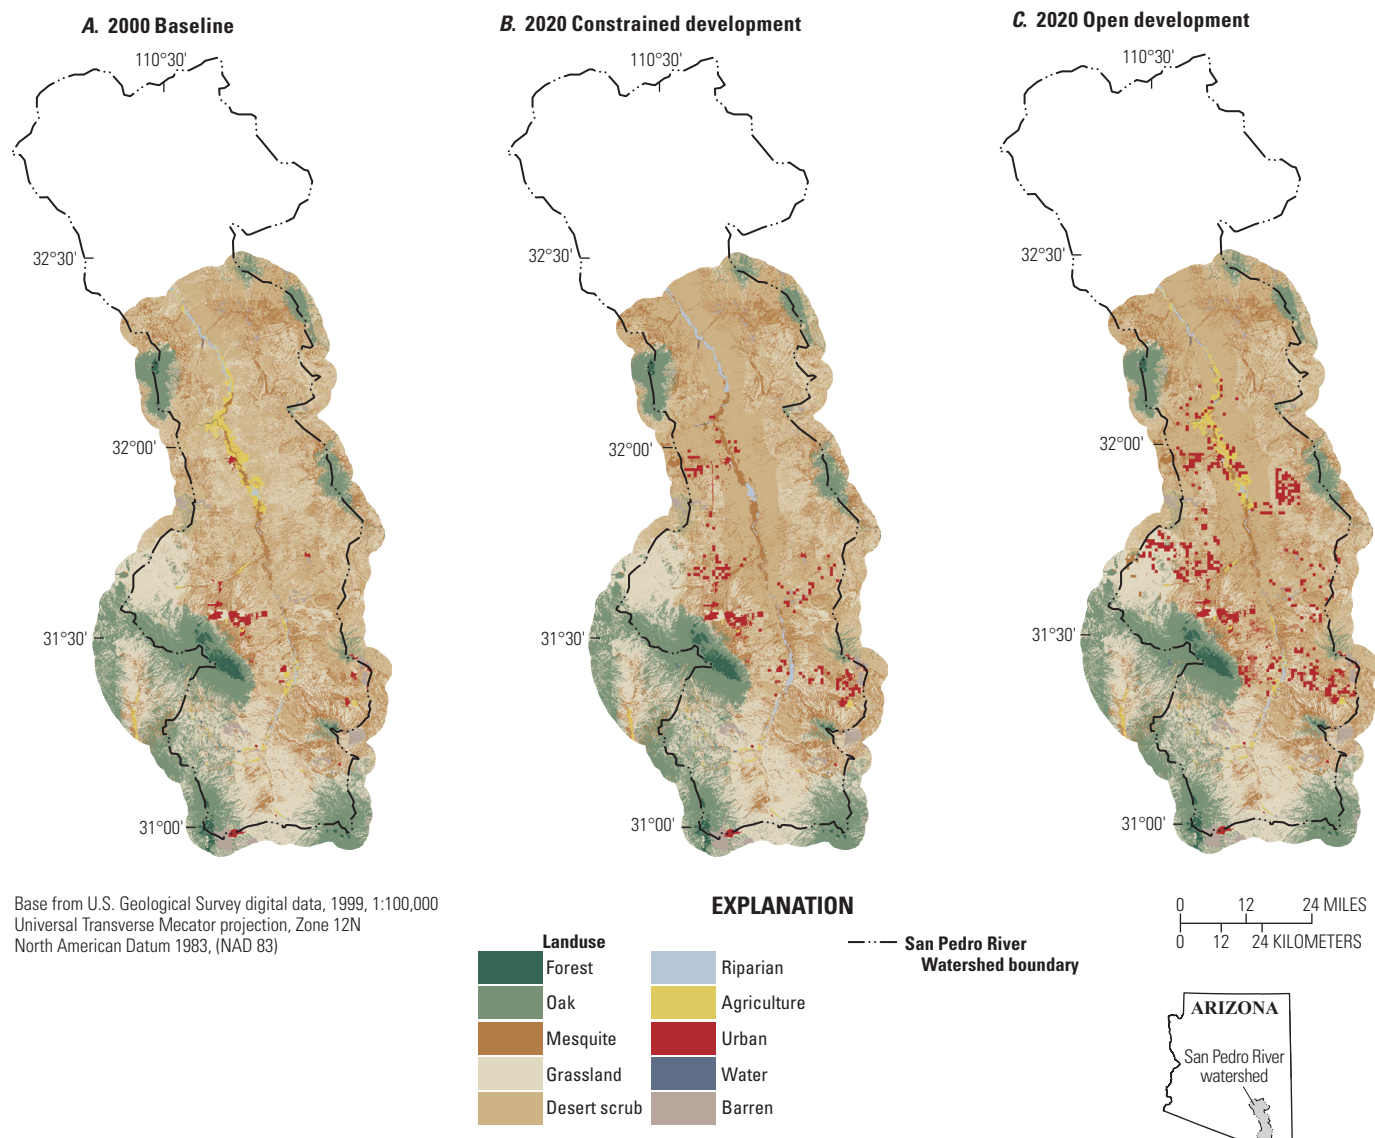 A. 2000 Baseline
B. 2020 Constrained development
C. 2020 Open development
110°30'
110°30'
110°30'
32°30'
32°30'
32°30'
32°00'
32°00'
32°00'
31°30'
31°30'
31°30'
31°00'
31°00'
31°00'
Base from U.S. Geological Survey digital data, 1999, 1:100,000
Universal Transverse Mecator projection, Zone 12N
North American Datum 1983, (NAD 83)
EXPLANATION
Landuse
Forest
Oak
Mesquite
Grassland
Desert scrub
Riparian
Agriculture
Urban
Water
Barren
San Pedro River
Watershed boundary
0 12 24 MILES
0 12 24 KILOMETERS
ARIZONA
San Pedro River
watershed